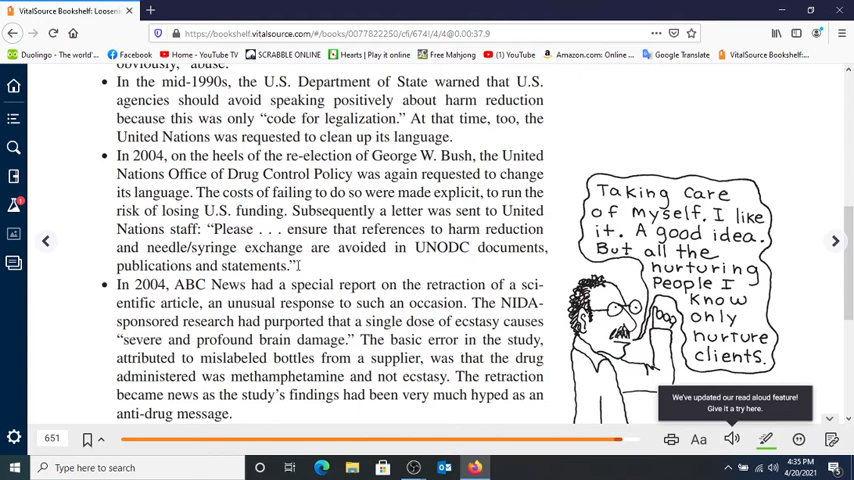 VitalSource Bookshelf: Looseno
https://bookshelf.vitalsource.com/#/books/0077822250/cfi/674!/4/4@0.00:37.9
Duolingo - The world'...
Facebook
Home - YouTube TV
SCRABBLE ONLINE
Hearts | Play it online
Free Mahjong
(1) YouTube
Amazon.com: Online...
Google Translate
VitalSource Bookshelf...
obviously, "abuse."
• In the mid-1990s, the U.S. Department of State warned that U.S.
agencies should avoid speaking positively about harm reduction
because this was only "code for legalization." At that time, too, the
United Nations was requested to clean up its language.
• In 2004, on the heels of the re-election of George W. Bush, the United
Nations Office of Drug Control Policy was again requested to change
its language. The costs of failing to do so were made explicit, to run the
risk of losing U.S. funding. Subsequently a letter was sent to United
Nations staff: "Please . . . ensure that references to harm reduction
and needle/syringe exchange are avoided in UNODC documents,
publications and statements."
• In 2004, ABC News had a special report on the retraction of a sci-
entific article, an unusual response to such an occasion. The NIDA-
sponsored research had purported that a single dose of ecstasy causes
"severe and profound brain damage." The basic error in the study,
attributed to mislabeled bottles from a supplier, was that the drug
administered was methamphetamine and not ecstasy. The retraction
became news as the study's findings had been very much hyped as an
anti-drug message.
Taking care
of myself. I like
it. A good idea.
But all the
nurturing
People I
know
only
nurture
clients.
We've updated our read aloud feature!
Give it a try here.
651
Aa
Type here to search
4:35 PM
4/20/2021